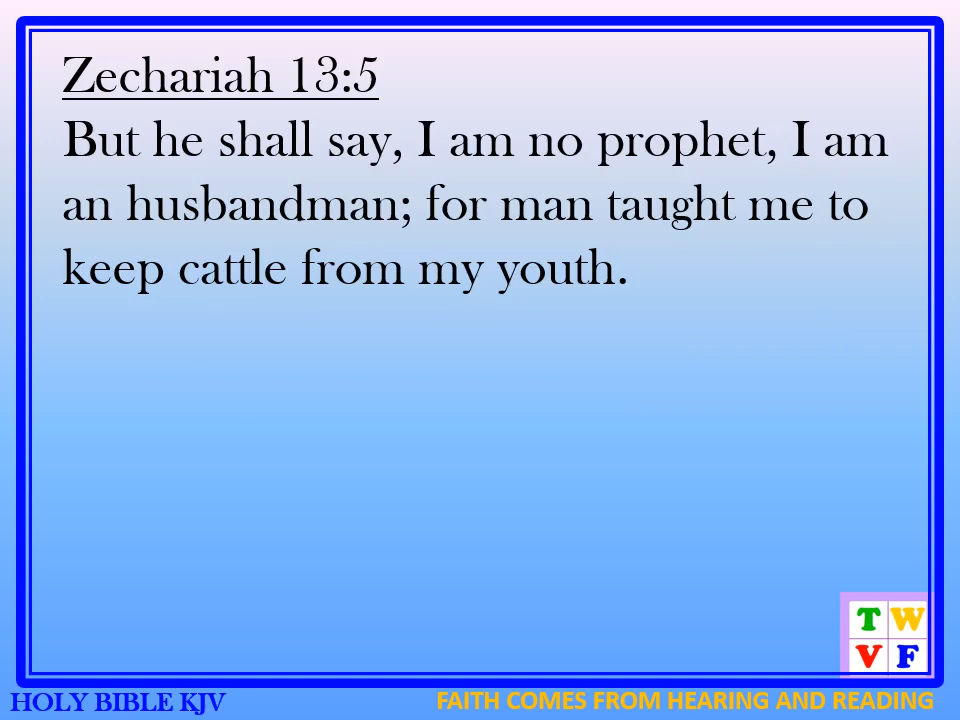 Zechariah 13:5
But he shall say, I am no prophet, I am
an husbandman; for man taught me to
keep cattle from my youth.
T W
V F
HOLY BIBLE KJV
FAITH COMES FROM HEARING AND READING